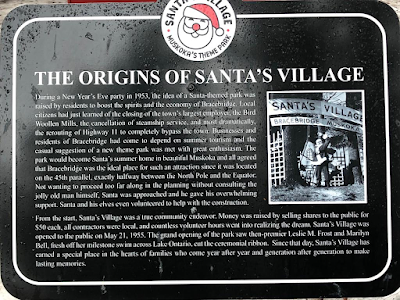 SANTA'S VILLAGE
MUSKOKA'S THEME PARK
THE ORIGINS OF SANTA'S VILLAGE
During a New Year's Eve party in 1953, the idea of a Santa-themed park was
raised by residents to boost the spirits and the economy of Bracebridge. Local
citizens had just learned of the closing of the town's largest employer, the Bird
Woollen Mills, the cancellation of steamship service, and most dramatically,
the rerouting of Highway 11 to completely bypass the town. Businesses and
residents of Bracebridge had come to depend on summer tourism and the
casual suggestion of a new theme park was met with great enthusiasm. The
park would become Santa's summer home in beautiful Muskoka and all agreed
that Bracebridge was the ideal place for such an attraction since it was located
on the 45th parallel, exactly halfway between the North Pole and the Equator.
Not wanting to proceed too far along in the planning without consulting the
jolly old man himself, Santa was approached and he gave his overwhelming
support. Santa and his elves even volunteered to help with the construction.
SANTA'S VILLAGE
BRACEBRIDGE
From the start, Santa's Village was a true community endeavor. Money was raised by selling shares to the public for
$50 each, all contractors were local, and countless volunteer hours went into realizing the dream. Santa's Village was
opened to the public on May 21, 1955. The grand opening of the park saw then-premier Leslie M. Frost and Marilyn
Bell, fresh off her milestone swim across Lake Ontario, cut the ceremonial ribbon. Since that day, Santa's Village has
earned a special place in the hearts of families who come year after year and generation after generation to make
lasting memories.